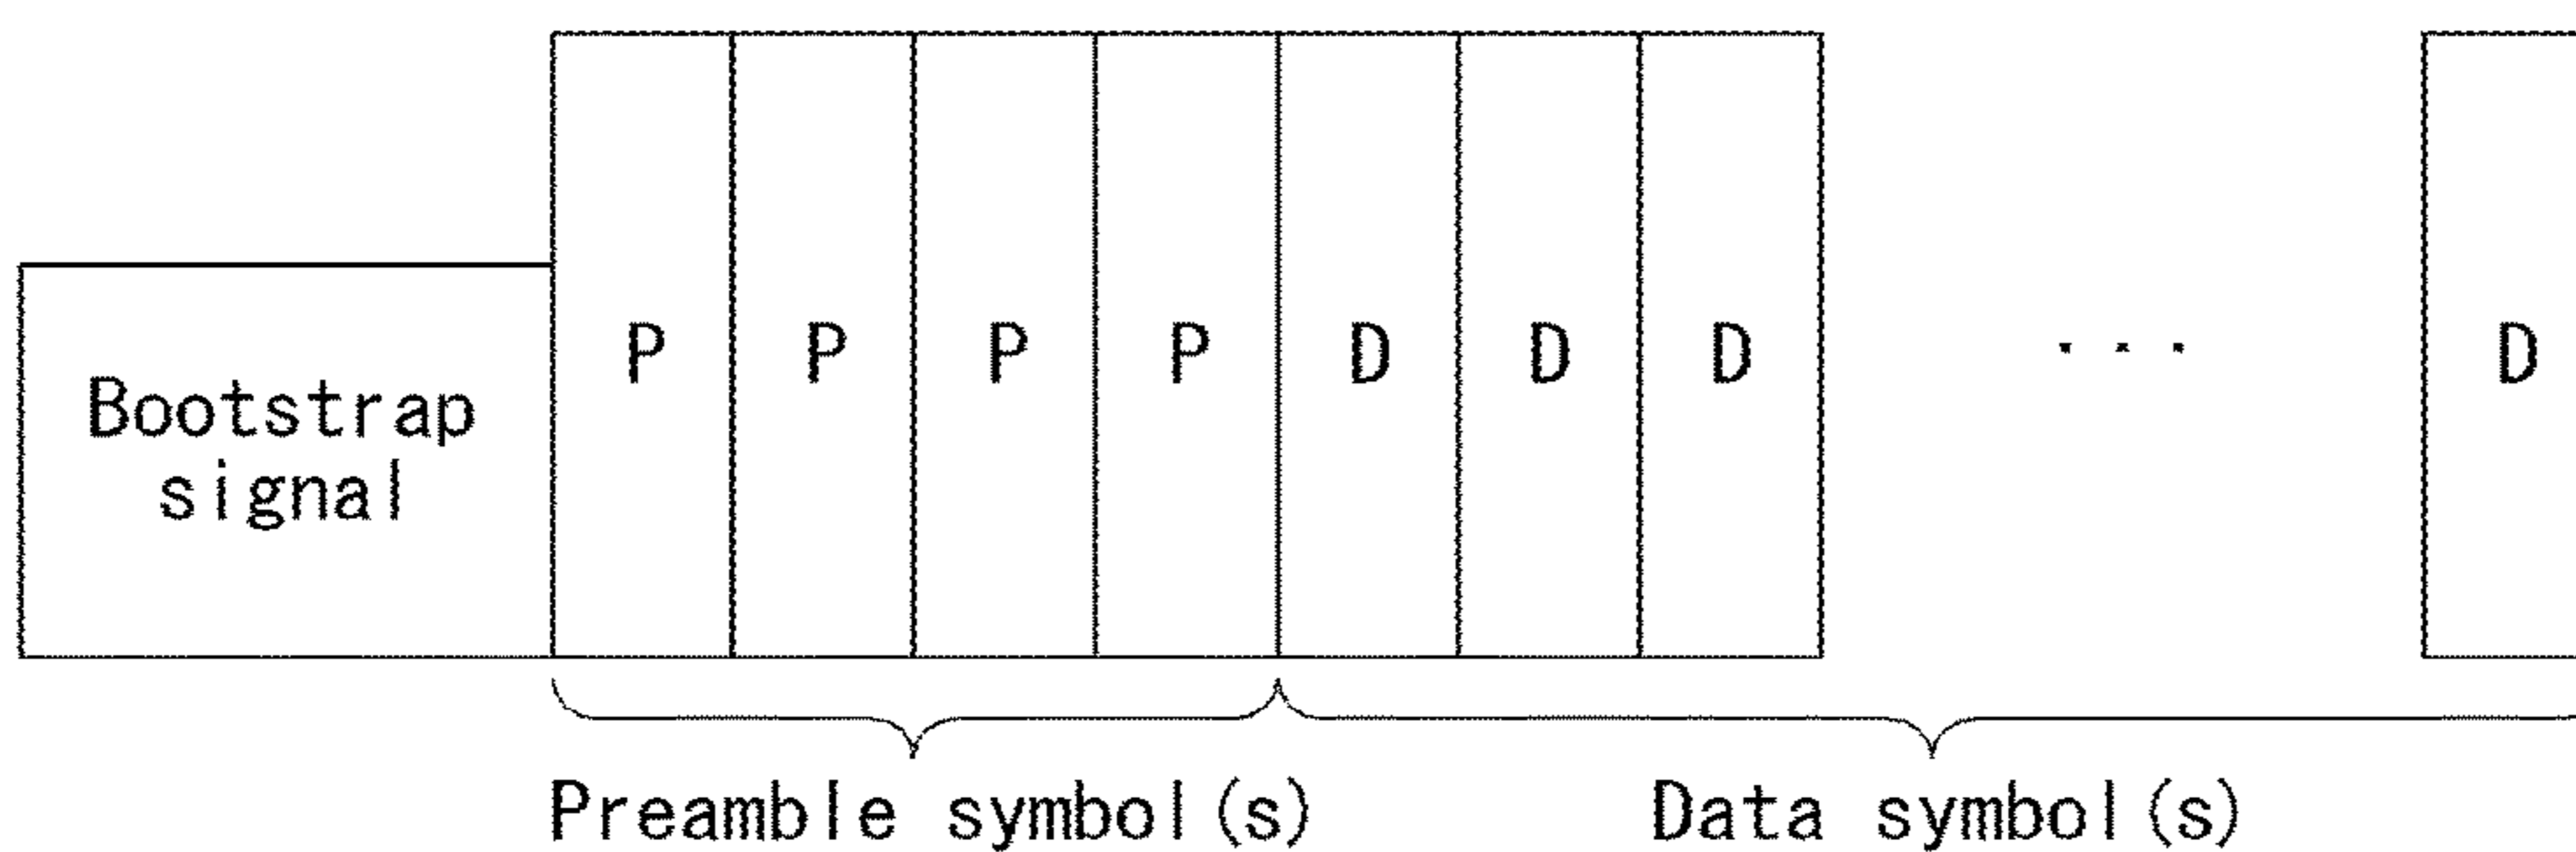 P P P P D D D ··· D
Bootstrap
signal
Preamble symbol(s) Data symbol(s)